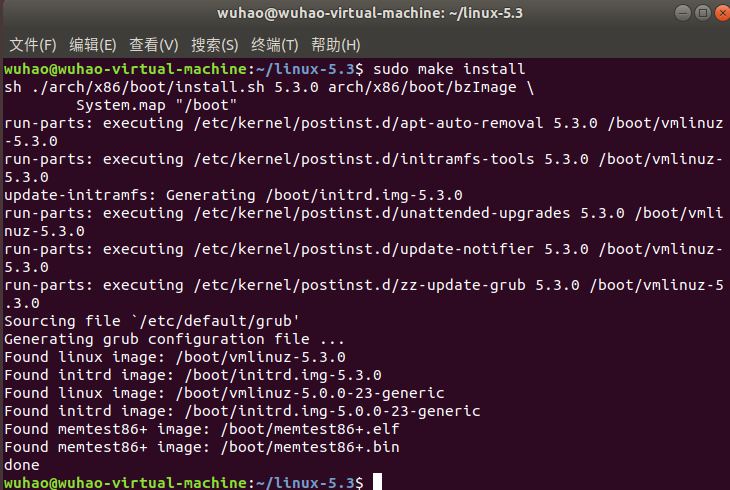 wuhao@wuhao-virtual-machine: ~/linux-5.3
文件(F) 编辑(E) 查看(V) 搜索(S) 终端(T) 帮助(H)
wuhao@wuhao-virtual-machine:~/linux-5.3$ sudo make install
sh ./arch/x86/boot/install.sh 5.3.0 arch/x86/boot/bzImage \
        System.map "/boot"
run-parts: executing /etc/kernel/postinst.d/apt-auto-removal 5.3.0 /boot/vmlinuz
-5.3.0
run-parts: executing /etc/kernel/postinst.d/initramfs-tools 5.3.0 /boot/vmlinuz-
5.3.0
update-initramfs: Generating /boot/initrd.img-5.3.0
run-parts: executing /etc/kernel/postinst.d/unattended-upgrades 5.3.0 /boot/vmli
nuz-5.3.0
run-parts: executing /etc/kernel/postinst.d/update-notifier 5.3.0 /boot/vmlinuz-
5.3.0
run-parts: executing /etc/kernel/postinst.d/zz-update-grub 5.3.0 /boot/vmlinuz-5
.3.0
Sourcing file `/etc/default/grub'
Generating grub configuration file ...
Found linux image: /boot/vmlinuz-5.3.0
Found initrd image: /boot/initrd.img-5.3.0
Found linux image: /boot/vmlinuz-5.0.0-23-generic
Found initrd image: /boot/initrd.img-5.0.0-23-generic
Found memtest86+ image: /boot/memtest86+.elf
Found memtest86+ image: /boot/memtest86+.bin
done
wuhao@wuhao-virtual-machine:~/linux-5.3$